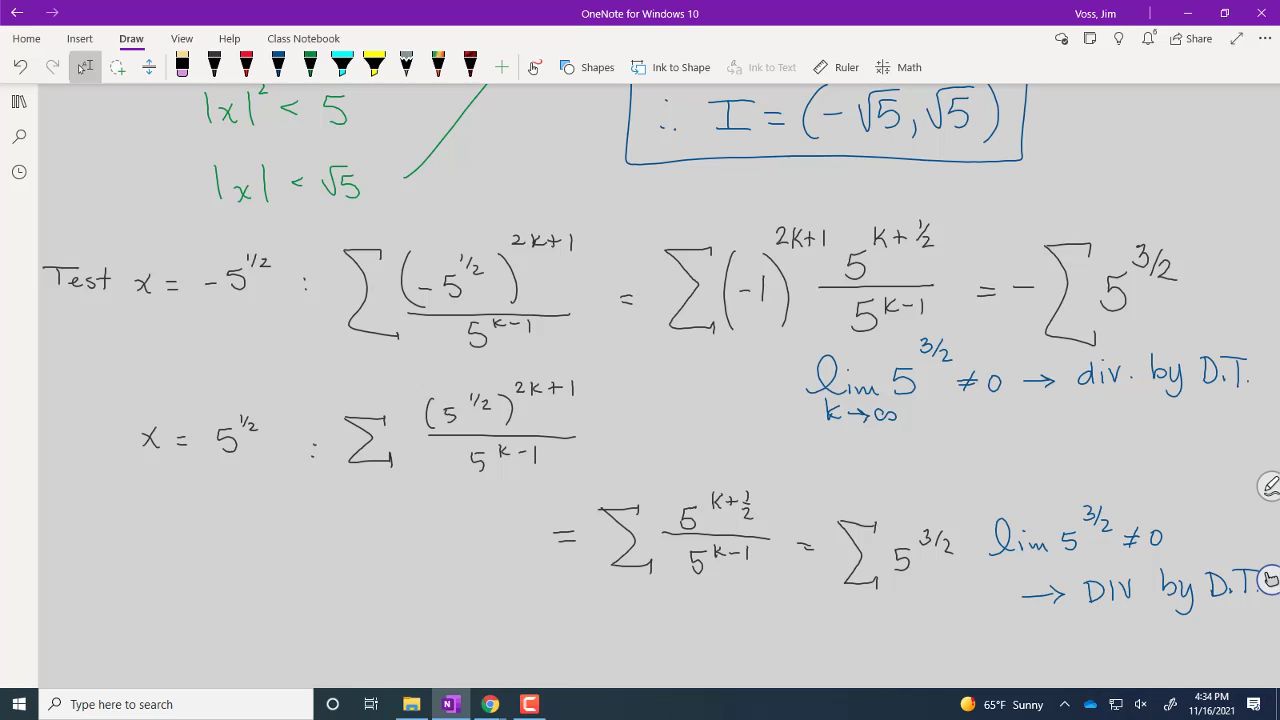 OneNote for Windows 10
Voss, Jim
Home Insert Draw View Help Class Notebook Share
Shapes Ink to Shape Ink to Text Ruler Math
|x|² < 5
∴ I = (-√5, √5)
|x| < √5
Test x = -5^{1/2} : ∑ (-5^{1/2})^{2k+1} / 5^{k-1} = ∑ (-1)^{2k+1} 5^{k+1/2} / 5^{k-1} = -∑ 5^{3/2}
lim k→∞ 5^{3/2} ≠ 0 → div. by D.T.
x = 5^{1/2} : ∑ (5^{1/2})^{2k+1} / 5^{k-1}
= ∑ 5^{k+1/2} / 5^{k-1} = ∑ 5^{3/2} lim 5^{3/2} ≠ 0
→ DIV by D.T.
Type here to search
65°F Sunny
4:34 PM
11/16/2021